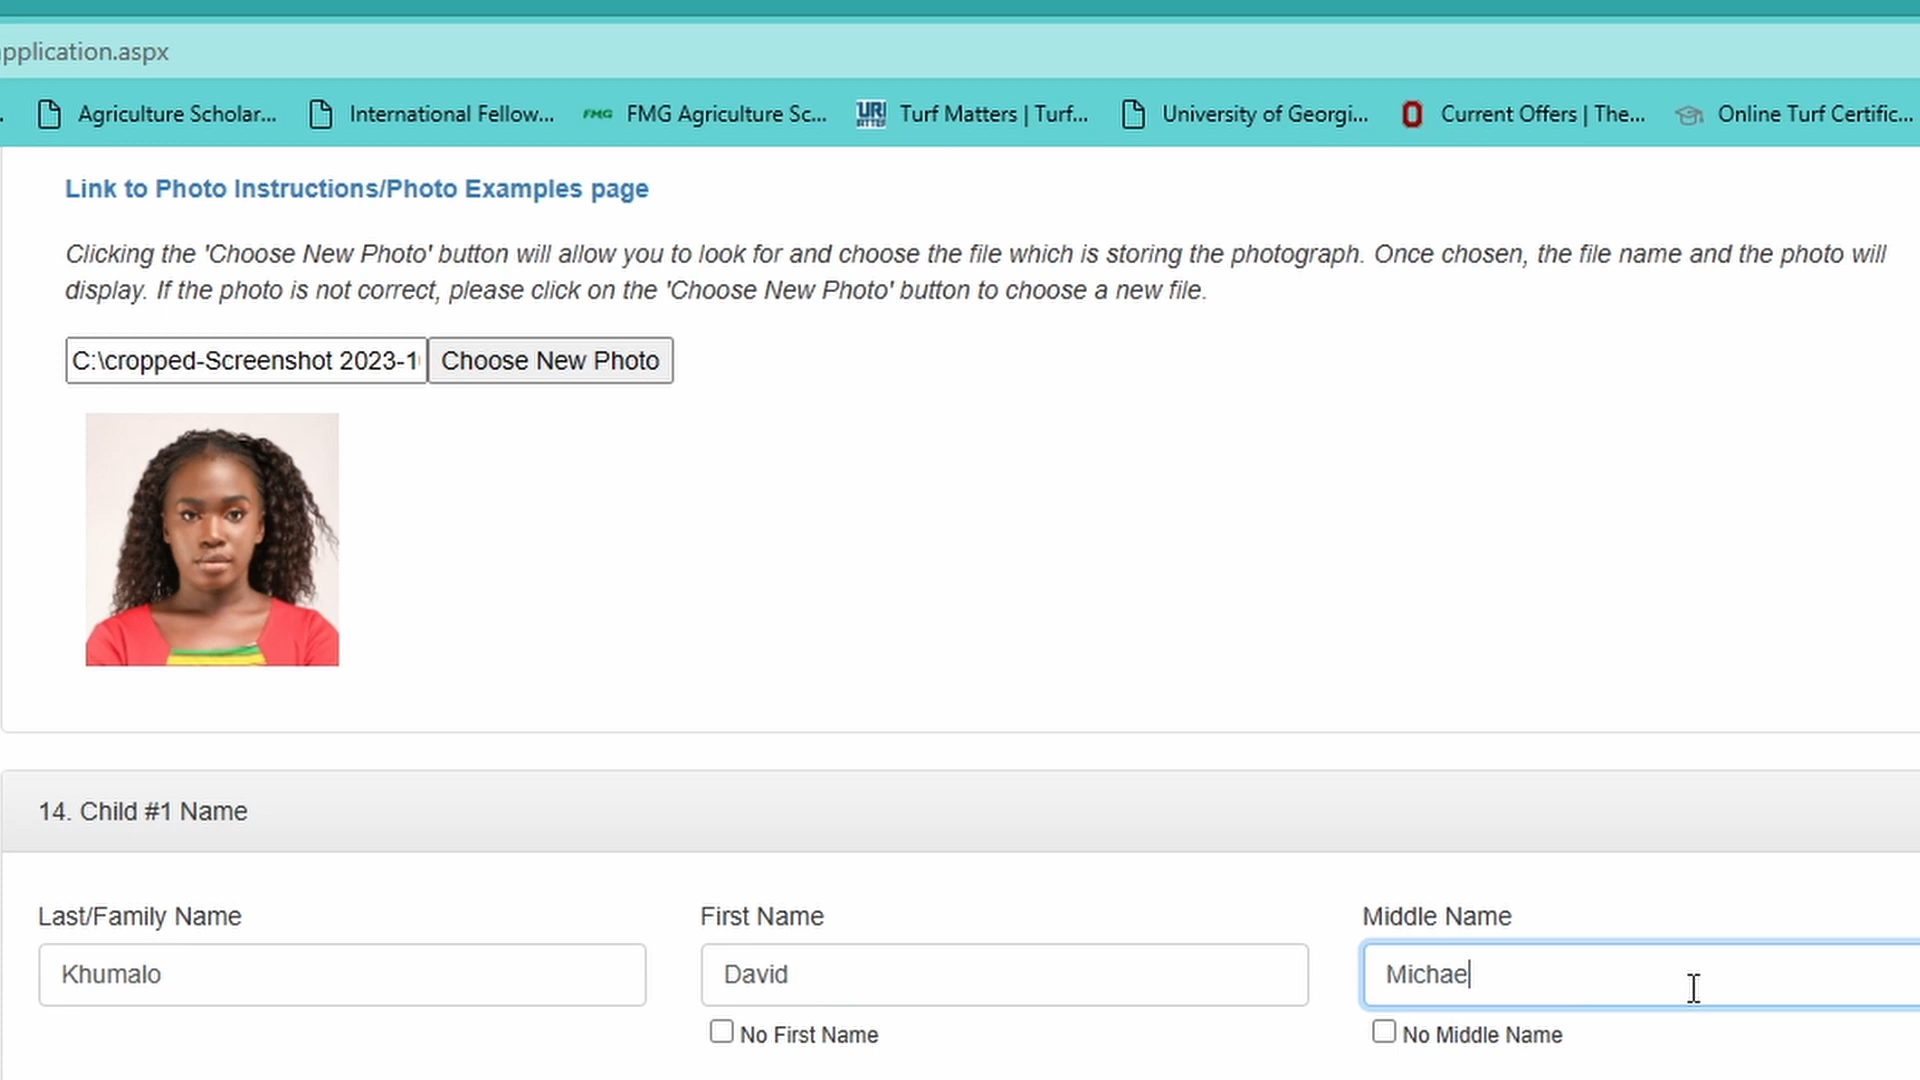 pplication.aspx
Agriculture Scholar... International Fellow... FMG FMG Agriculture Sc... URI Turf Matters | Turf... University of Georgi... Current Offers | The... Online Turf Certific...
Link to Photo Instructions/Photo Examples page
Clicking the 'Choose New Photo' button will allow you to look for and choose the file which is storing the photograph. Once chosen, the file name and the photo will
display. If the photo is not correct, please click on the 'Choose New Photo' button to choose a new file.
C:\cropped-Screenshot 2023-1 Choose New Photo
14. Child #1 Name
Last/Family Name First Name Middle Name
Khumalo David Michae
No First Name No Middle Name